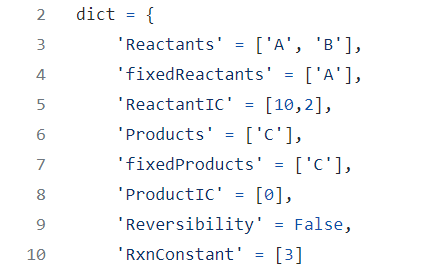 2 dict = {
3 'Reactants' = ['A', 'B'],
4 'fixedReactants' = ['A'],
5 'ReactantIC' = [10,2],
6 'Products' = ['C'],
7 'fixedProducts' = ['C'],
8 'ProductIC' = [0],
9 'Reversibility' = False,
10 'RxnConstant' = [3]